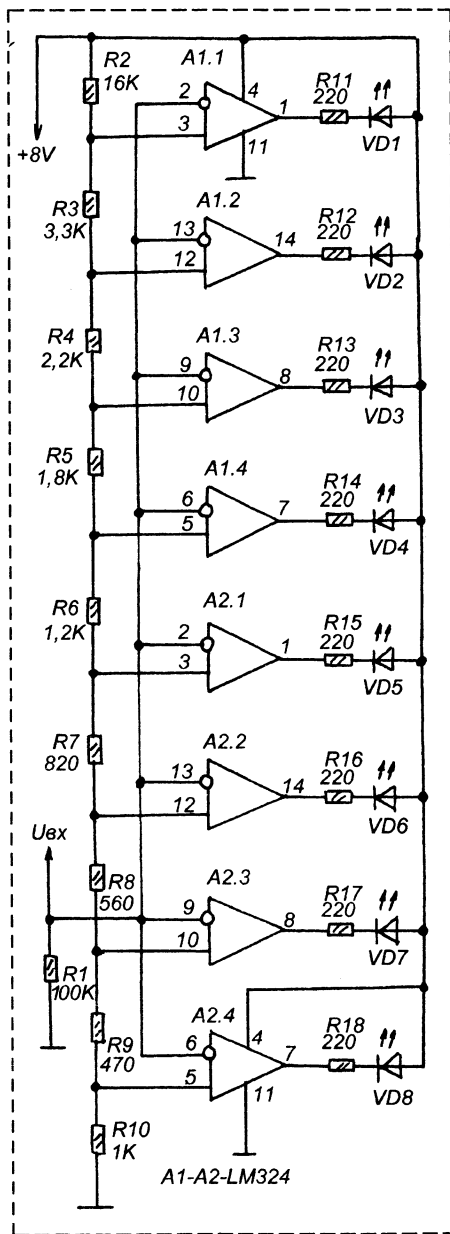 R2
16K
A1.1
2
3
4
1
11
R11
220
VD1
+8V
R3
3,3K
A1.2
13
12
14
R12
220
VD2
R4
2,2K
A1.3
9
10
8
R13
220
VD3
R5
1,8K
A1.4
6
5
7
R14
220
VD4
R6
1,2K
A2.1
2
3
1
R15
220
VD5
R7
820
A2.2
13
12
14
R16
220
VD6
Uвх
R8
560
A2.3
9
10
8
R17
220
VD7
R1
100K
R9
470
A2.4
6
5
4
7
11
R18
220
VD8
R10
1K
A1-A2-LM324